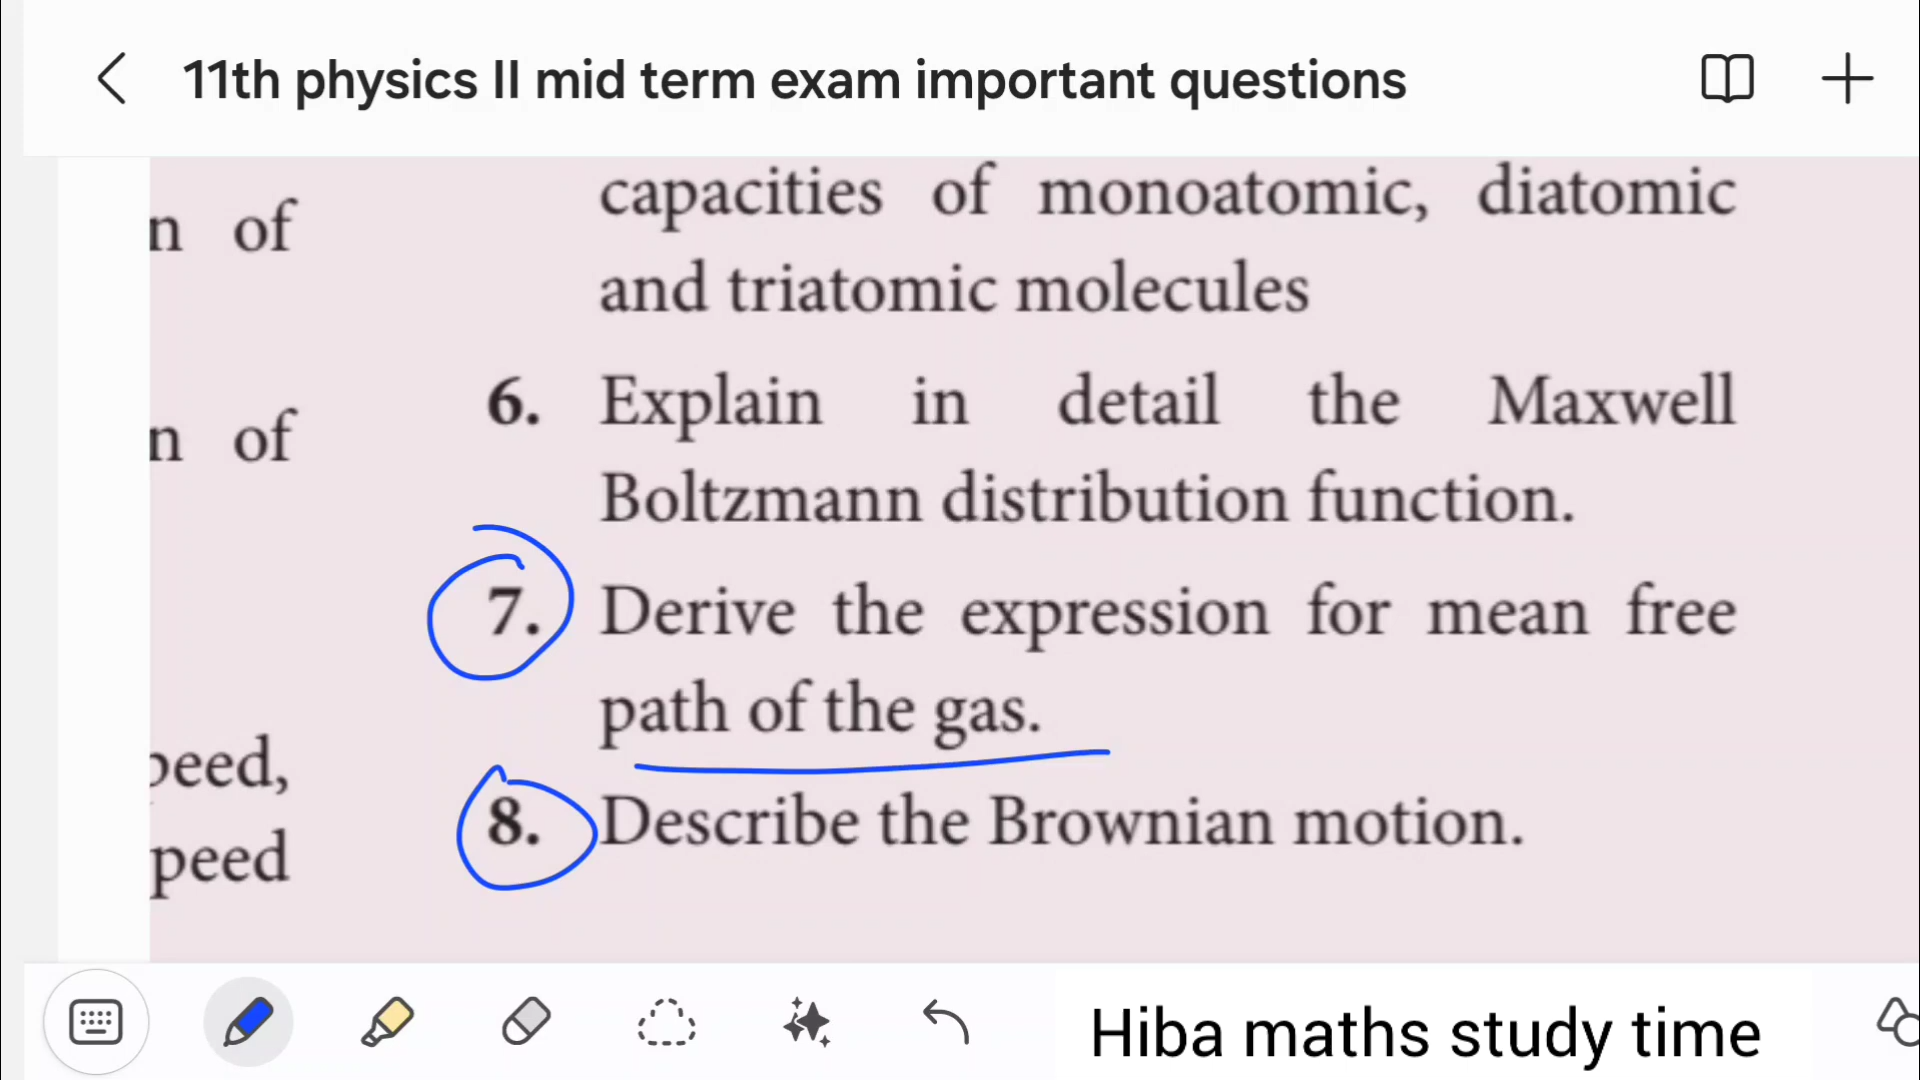 11th physics II mid term exam important questions
n of
n of
peed,
peed
capacities of monoatomic, diatomic
and triatomic molecules
6. Explain in detail the Maxwell
Boltzmann distribution function.
7. Derive the expression for mean free
path of the gas.
8. Describe the Brownian motion.
Hiba maths study time